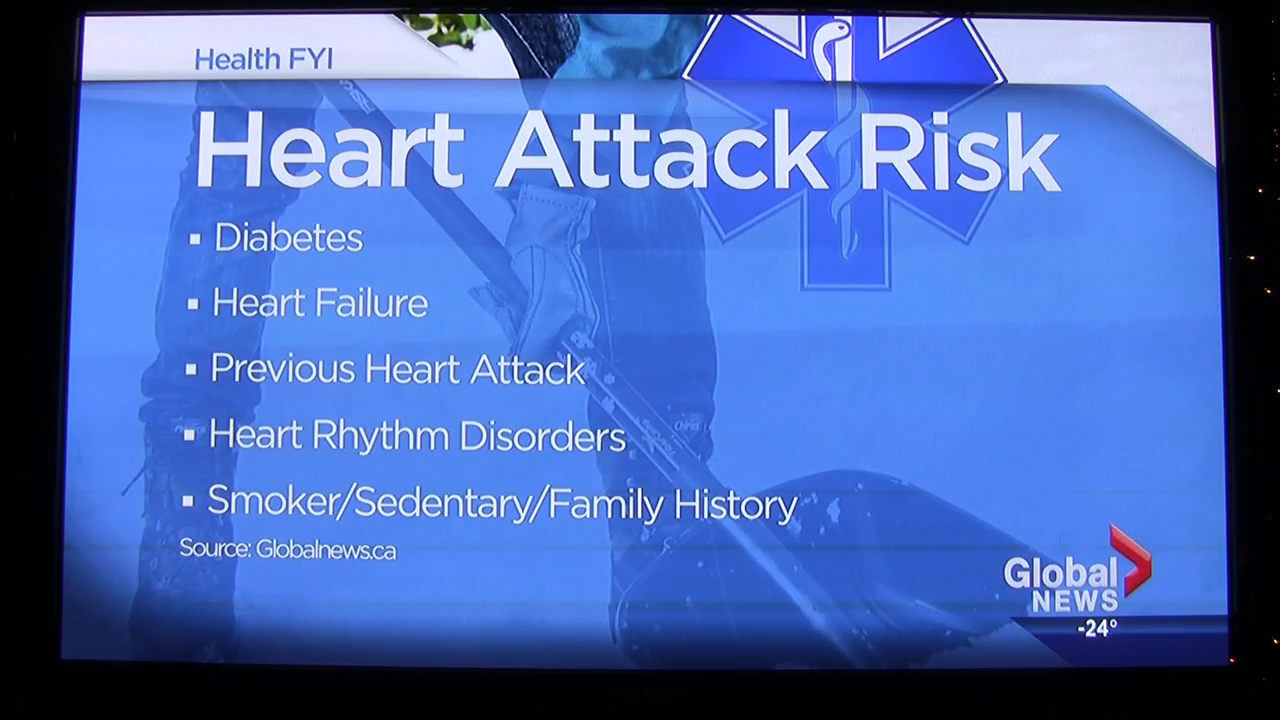 Health FYI
Heart Attack Risk
▪ Diabetes
▪ Heart Failure
▪ Previous Heart Attack
▪ Heart Rhythm Disorders
▪ Smoker/Sedentary/Family History
Source: Globalnews.ca
Global
NEWS
-24°